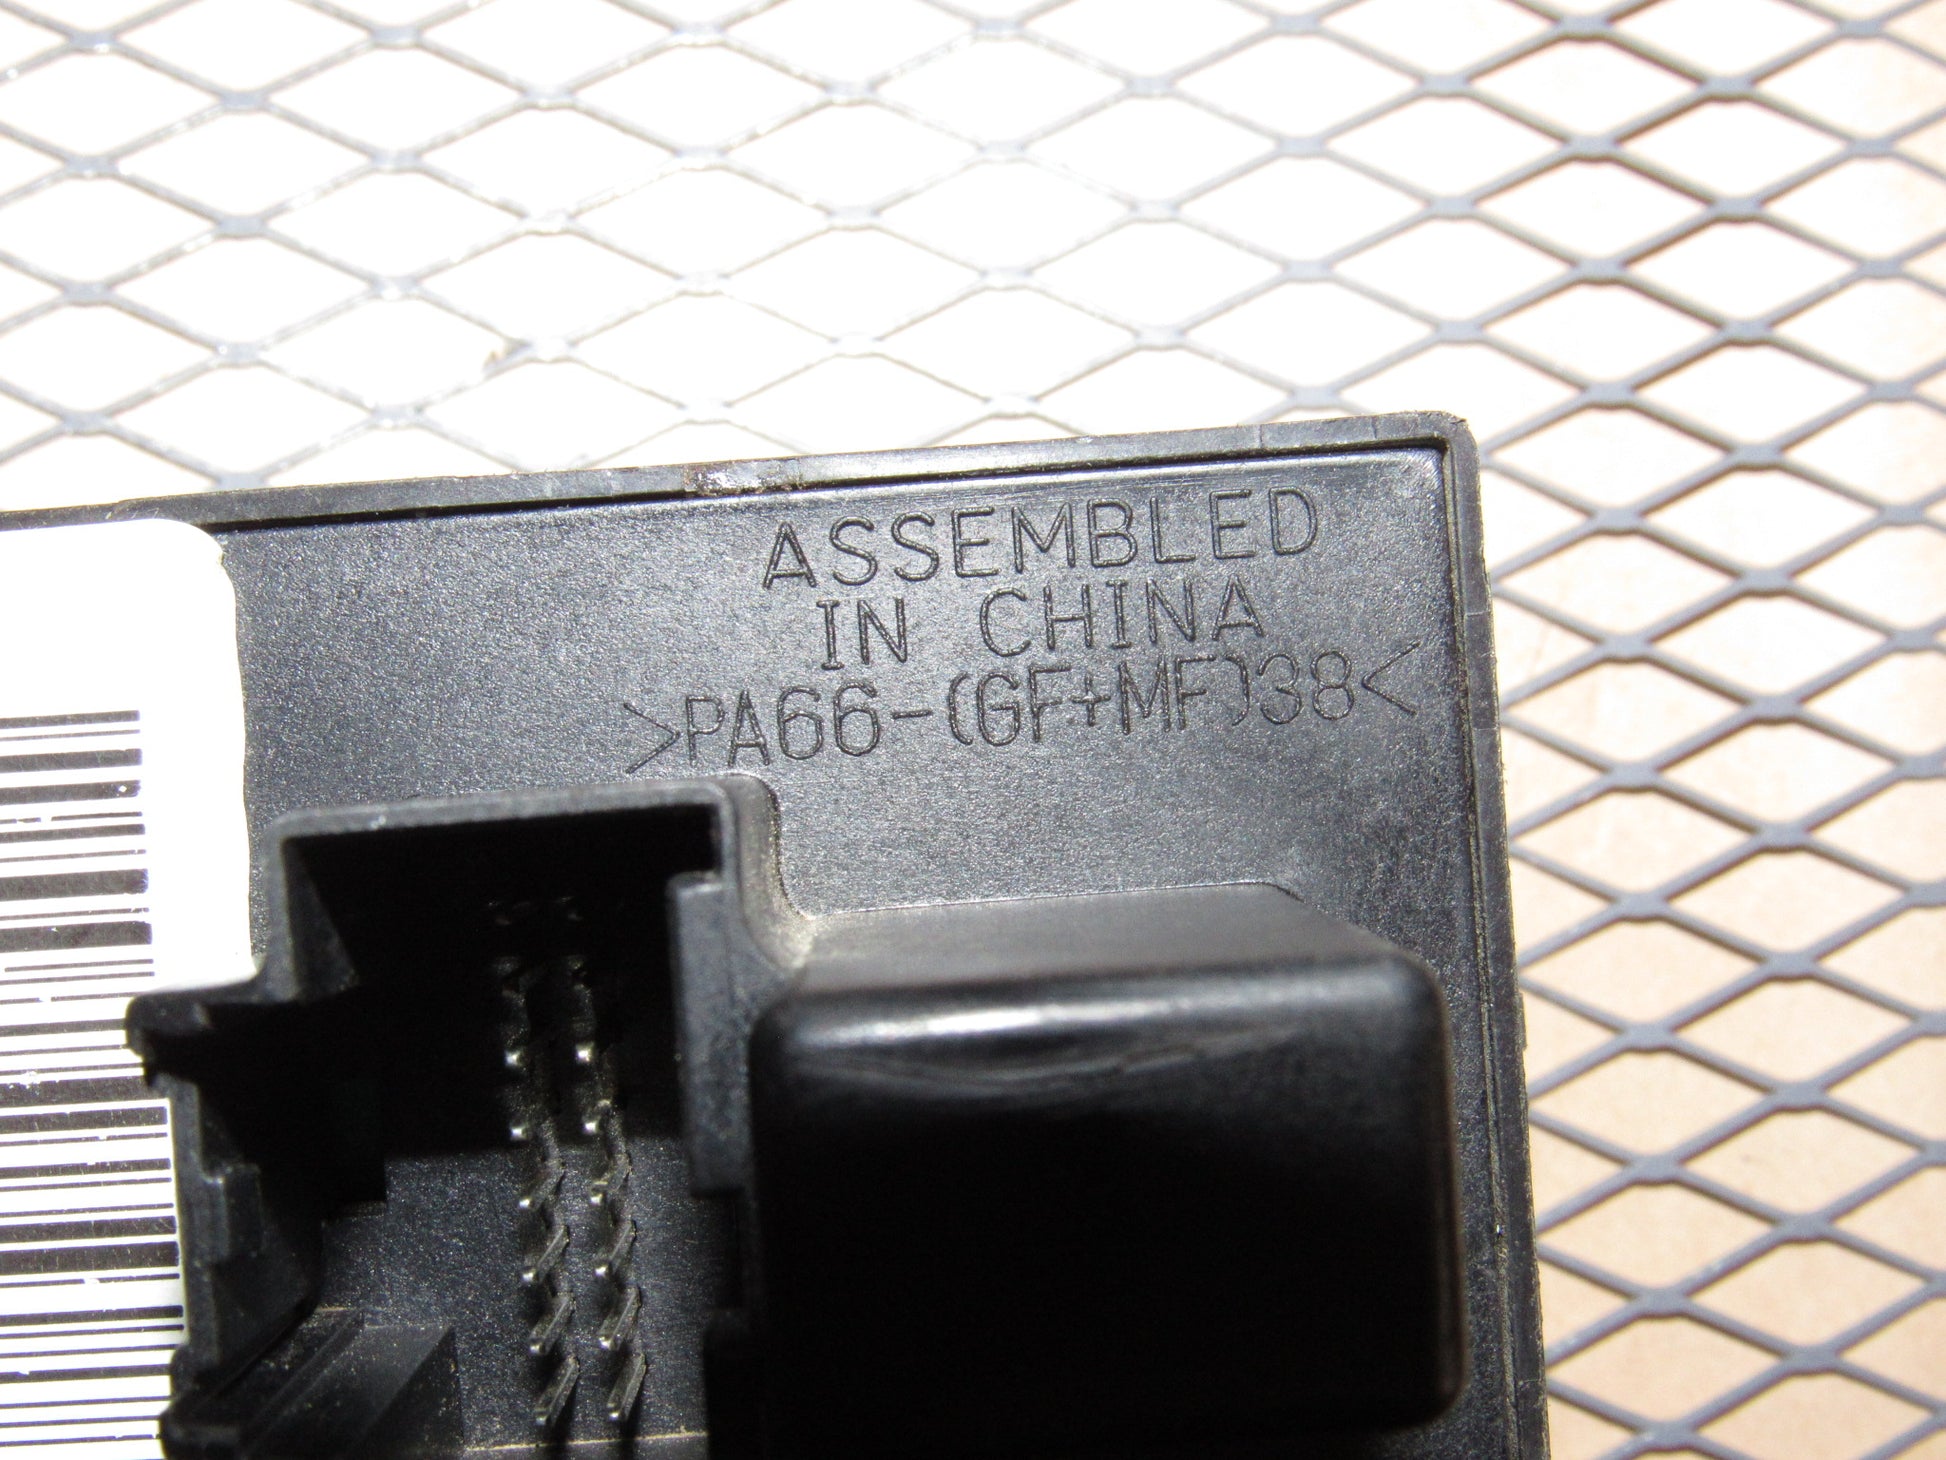 ASSEMBLED
IN CHINA
>PA66-(GF+MF)38<